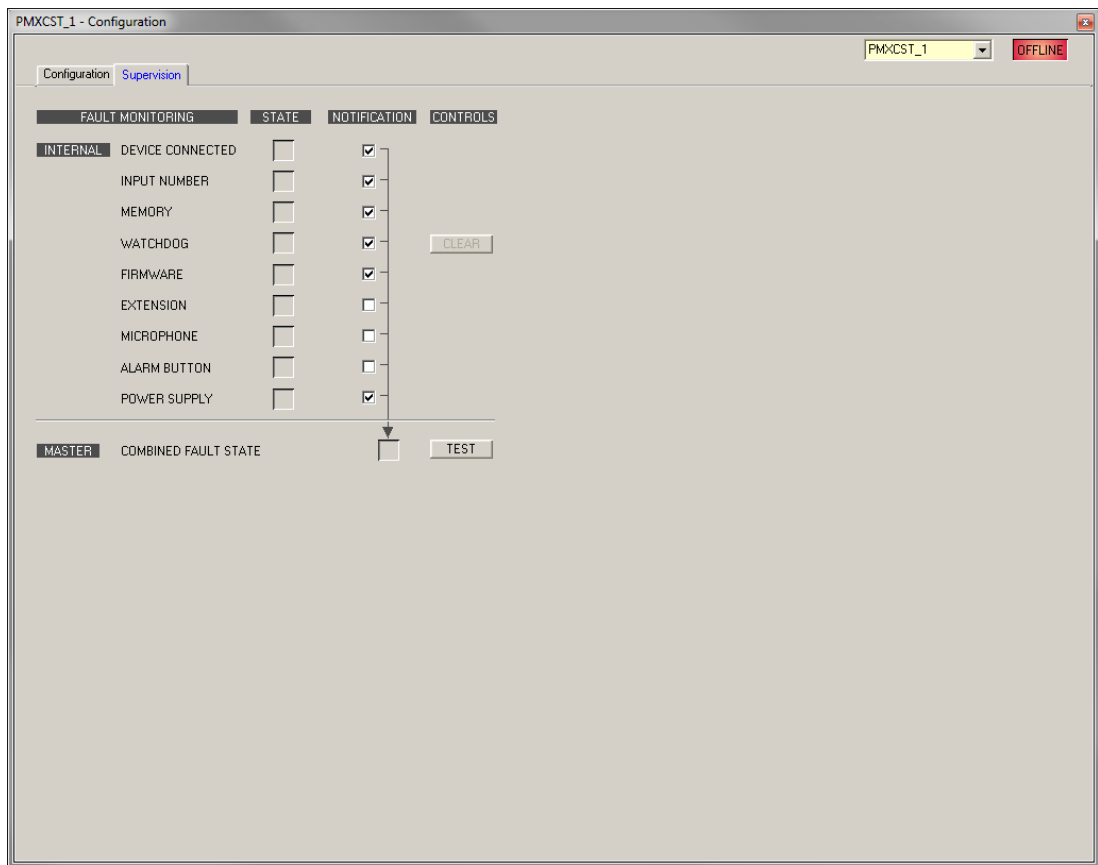 PMXCST_1 - Configuration
PMXCST_1 OFFLINE
Configuration Supervision
FAULT MONITORING STATE NOTIFICATION CONTROLS
INTERNAL DEVICE CONNECTED
INPUT NUMBER
MEMORY
WATCHDOG CLEAR
FIRMWARE
EXTENSION
MICROPHONE
ALARM BUTTON
POWER SUPPLY
MASTER COMBINED FAULT STATE TEST